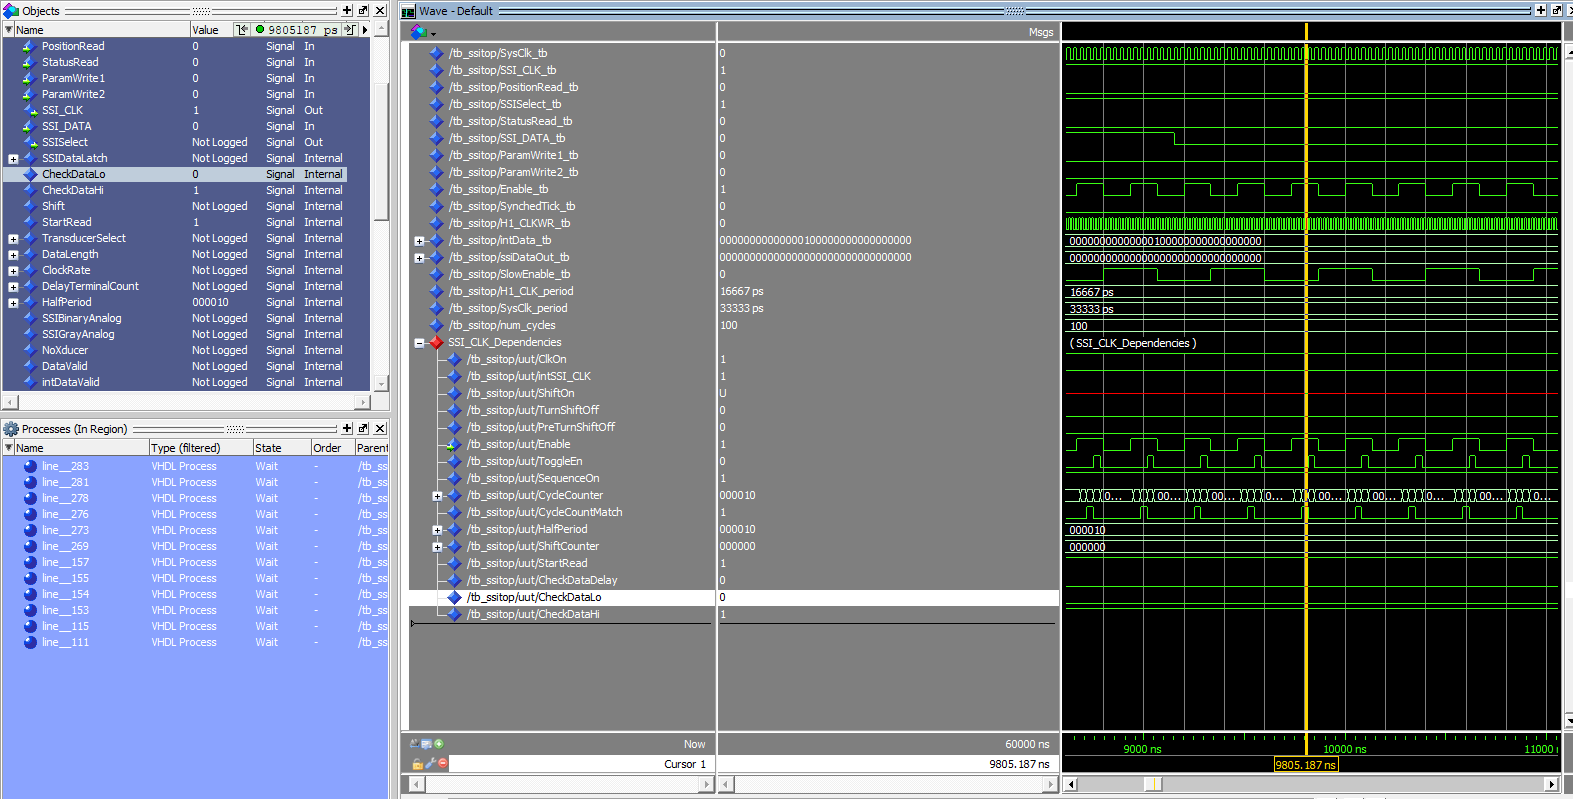 Objects
Name Value 9805187 ps
PositionRead 0 Signal In
StatusRead 0 Signal In
ParamWrite1 0 Signal In
ParamWrite2 0 Signal In
SSI_CLK 1 Signal Out
SSI_DATA 0 Signal In
SSISelect Not Logged Signal Out
SSIDataLatch Not Logged Signal Internal
CheckDataLo 0 Signal Internal
CheckDataHi 1 Signal Internal
Shift Not Logged Signal Internal
StartRead 1 Signal Internal
TransducerSelect Not Logged Signal Internal
DataLength Not Logged Signal Internal
ClockRate Not Logged Signal Internal
DelayTerminalCount Not Logged Signal Internal
HalfPeriod 000010 Signal Internal
SSIBinaryAnalog Not Logged Signal Internal
SSIGrayAnalog Not Logged Signal Internal
NoXducer Not Logged Signal Internal
DataValid Not Logged Signal Internal
intDataValid Not Logged Signal Internal
Processes (In Region)
Name Type (filtered) State Order Parent
line__283 VHDL Process Wait - /tb_ss
line__281 VHDL Process Wait - /tb_ss
line__278 VHDL Process Wait - /tb_ss
line__276 VHDL Process Wait - /tb_ss
line__273 VHDL Process Wait - /tb_ss
line__269 VHDL Process Wait - /tb_ss
line__157 VHDL Process Wait - /tb_ss
line__155 VHDL Process Wait - /tb_ss
line__154 VHDL Process Wait - /tb_ss
line__153 VHDL Process Wait - /tb_ss
line__115 VHDL Process Wait - /tb_ss
line__111 VHDL Process Wait - /tb_ss
Wave - Default
Msgs
/tb_ssitop/SysClk_tb 0
/tb_ssitop/SSI_CLK_tb 1
/tb_ssitop/PositionRead_tb 0
/tb_ssitop/SSISelect_tb 1
/tb_ssitop/StatusRead_tb 0
/tb_ssitop/SSI_DATA_tb 0
/tb_ssitop/ParamWrite1_tb 0
/tb_ssitop/ParamWrite2_tb 0
/tb_ssitop/Enable_tb 1
/tb_ssitop/SynchedTick_tb 0
/tb_ssitop/H1_CLKWR_tb 0
/tb_ssitop/intData_tb 00000000000000100000000000000000 00000000000000100000000000000000
/tb_ssitop/ssiDataOut_tb 00000000000000000000000000000000 00000000000000000000000000000000
/tb_ssitop/SlowEnable_tb 0
/tb_ssitop/H1_CLK_period 16667 ps 16667 ps
/tb_ssitop/SysClk_period 33333 ps 33333 ps
/tb_ssitop/num_cycles 100 100
SSI_CLK_Dependencies ( SSI_CLK_Dependencies )
/tb_ssitop/uut/ClkOn 1
/tb_ssitop/uut/intSSI_CLK 1
/tb_ssitop/uut/ShiftOn U
/tb_ssitop/uut/TurnShiftOff 0
/tb_ssitop/uut/PreTurnShiftOff 0
/tb_ssitop/uut/Enable 1
/tb_ssitop/uut/ToggleEn 0
/tb_ssitop/uut/SequenceOn 1
/tb_ssitop/uut/CycleCounter 000010 0... 00... 00... 0... 00... 00... 0... 00... 0...
/tb_ssitop/uut/CycleCountMatch 1
/tb_ssitop/uut/HalfPeriod 000010 000010
/tb_ssitop/uut/ShiftCounter 000000 000000
/tb_ssitop/uut/StartRead 1
/tb_ssitop/uut/CheckDataDelay 0
/tb_ssitop/uut/CheckDataLo 0
/tb_ssitop/uut/CheckDataHi 1
Now 60000 ns 9000 ns 10000 ns 11000
Cursor 1 9805.187 ns 9805.187 ns